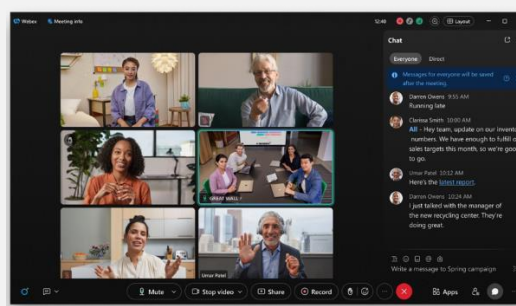 Webex
Meeting info
12:40
Layout
Chat
Everyone
Direct
Messages for everyone will be saved
after the meeting.
Darren Owens 9:55 AM
Running late
Clarissa Smith 10:00 AM
All - Hey team, update on our invento
numbers. We have enough to fulfill o
sales targets this month, so we're goo
to go.
Umar Patel 10:12 AM
Here's the latest report.
Darren Owens 10:24 AM
I just talked with the manager of
the new recycling center. They're
doing great.
GREAT WALL
Umar Patel
Write a message to Spring campaign
Mute
Stop video
Share
Record
Apps